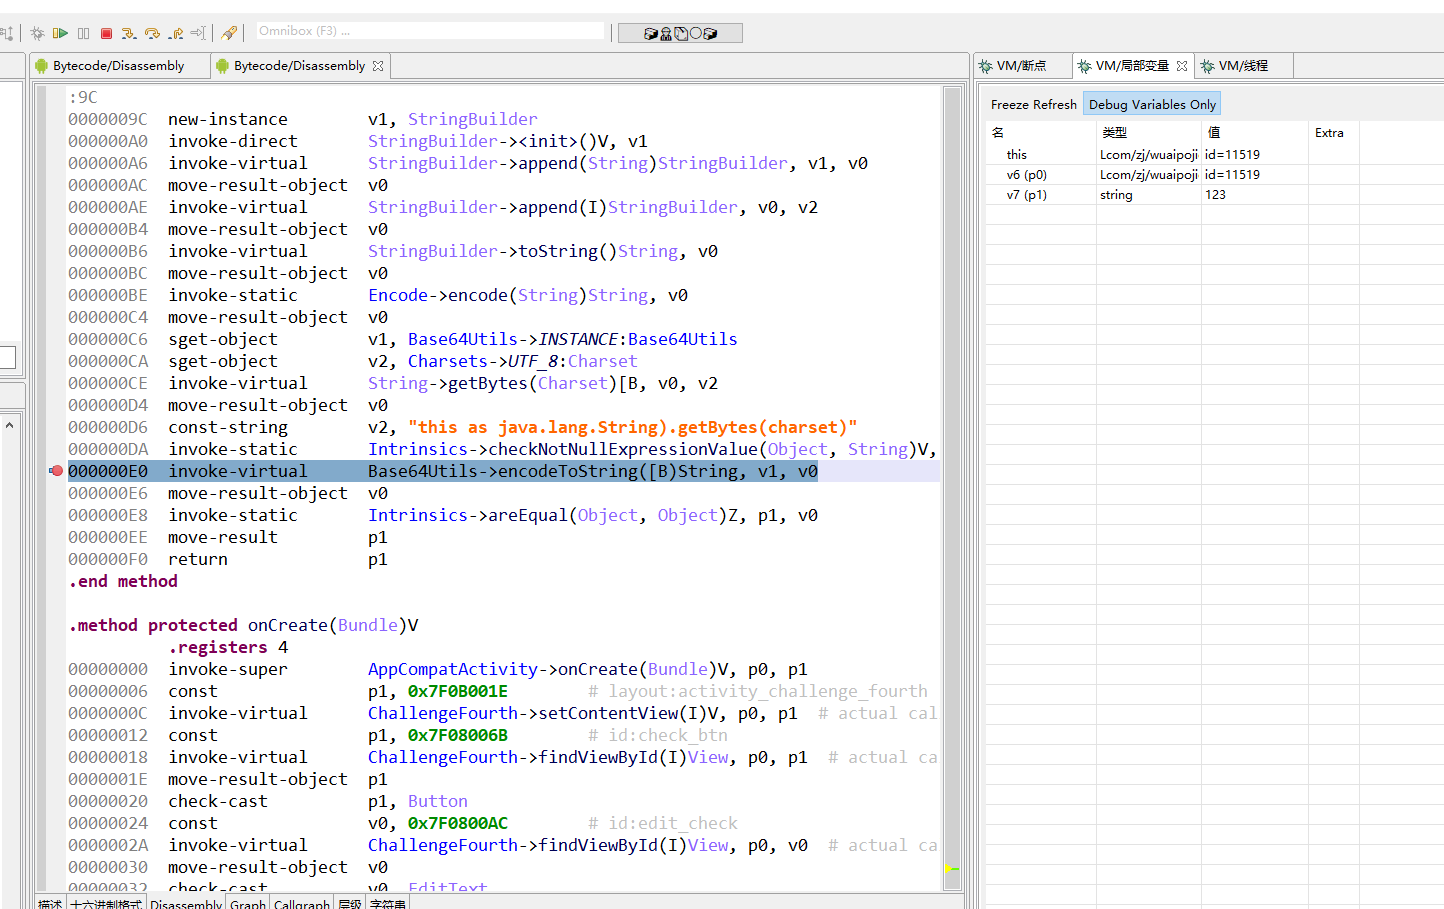 Omnibox (F3) ...
Bytecode/Disassembly
Bytecode/Disassembly
VM/断点
VM/局部变量
VM/线程
:9C
0000009C new-instance v1, StringBuilder
000000A0 invoke-direct StringBuilder-><init>()V, v1
000000A6 invoke-virtual StringBuilder->append(String)StringBuilder, v1, v0
000000AC move-result-object v0
000000AE invoke-virtual StringBuilder->append(I)StringBuilder, v0, v2
000000B4 move-result-object v0
000000B6 invoke-virtual StringBuilder->toString()String, v0
000000BC move-result-object v0
000000BE invoke-static Encode->encode(String)String, v0
000000C4 move-result-object v0
000000C6 sget-object v1, Base64Utils->INSTANCE:Base64Utils
000000CA sget-object v2, Charsets->UTF_8:Charset
000000CE invoke-virtual String->getBytes(Charset)[B, v0, v2
000000D4 move-result-object v0
000000D6 const-string v2, "this as java.lang.String).getBytes(charset)"
000000DA invoke-static Intrinsics->checkNotNullExpressionValue(Object, String)V,
000000E0 invoke-virtual Base64Utils->encodeToString([B)String, v1, v0
000000E6 move-result-object v0
000000E8 invoke-static Intrinsics->areEqual(Object, Object)Z, p1, v0
000000EE move-result p1
000000F0 return p1
.end method
.method protected onCreate(Bundle)V
.registers 4
00000000 invoke-super AppCompatActivity->onCreate(Bundle)V, p0, p1
00000006 const p1, 0x7F0B001E # layout:activity_challenge_fourth
0000000C invoke-virtual ChallengeFourth->setContentView(I)V, p0, p1 # actual cal
00000012 const p1, 0x7F08006B # id:check_btn
00000018 invoke-virtual ChallengeFourth->findViewById(I)View, p0, p1 # actual ca
0000001E move-result-object p1
00000020 check-cast p1, Button
00000024 const v0, 0x7F0800AC # id:edit_check
0000002A invoke-virtual ChallengeFourth->findViewById(I)View, p0, v0 # actual ca
00000030 move-result-object v0
00000032 check-cast v0, EditText
描述 十六进制格式 Disassembly Graph Callgraph 层级 字符串
Freeze Refresh Debug Variables Only
名 类型 值 Extra
this Lcom/zj/wuaipoji id=11519
v6 (p0) Lcom/zj/wuaipoji id=11519
v7 (p1) string 123